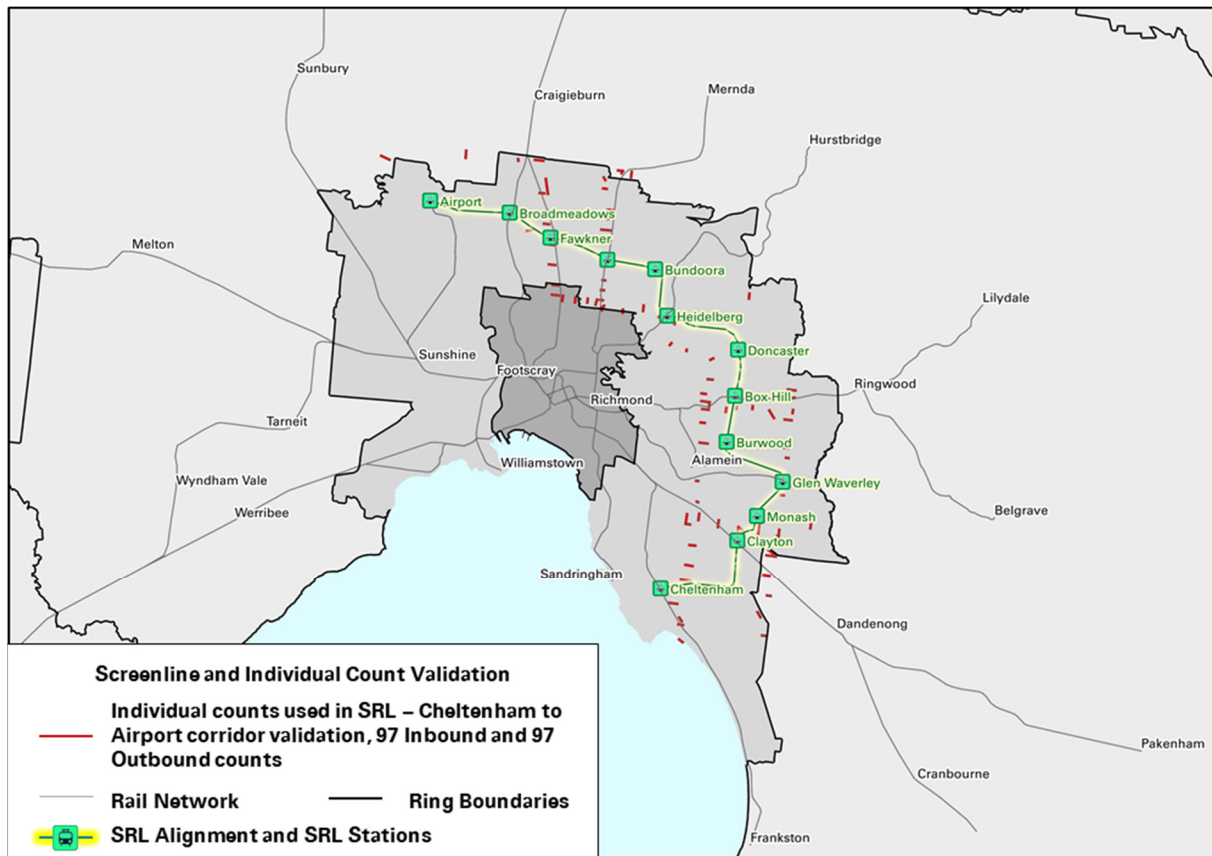 Sunbury
Craigieburn
Mernda
Hurstbridge
Airport
Broadmeadows
Fawkner
Melton
Bundoora
Lilydale
Heidelberg
Doncaster
Sunshine
Footscray
Ringwood
Richmond
Box Hill
Tarneit
Burwood
Alamein
Williamstown
Wyndham Vale
Glen Waverley
Werribee
Belgrave
Monash
Clayton
Sandringham
Cheltenham
Dandenong
Pakenham
Cranbourne
Frankston
Screenline and Individual Count Validation
Individual counts used in SRL – Cheltenham to
Airport corridor validation, 97 Inbound and 97
Outbound counts
Rail Network
Ring Boundaries
SRL Alignment and SRL Stations